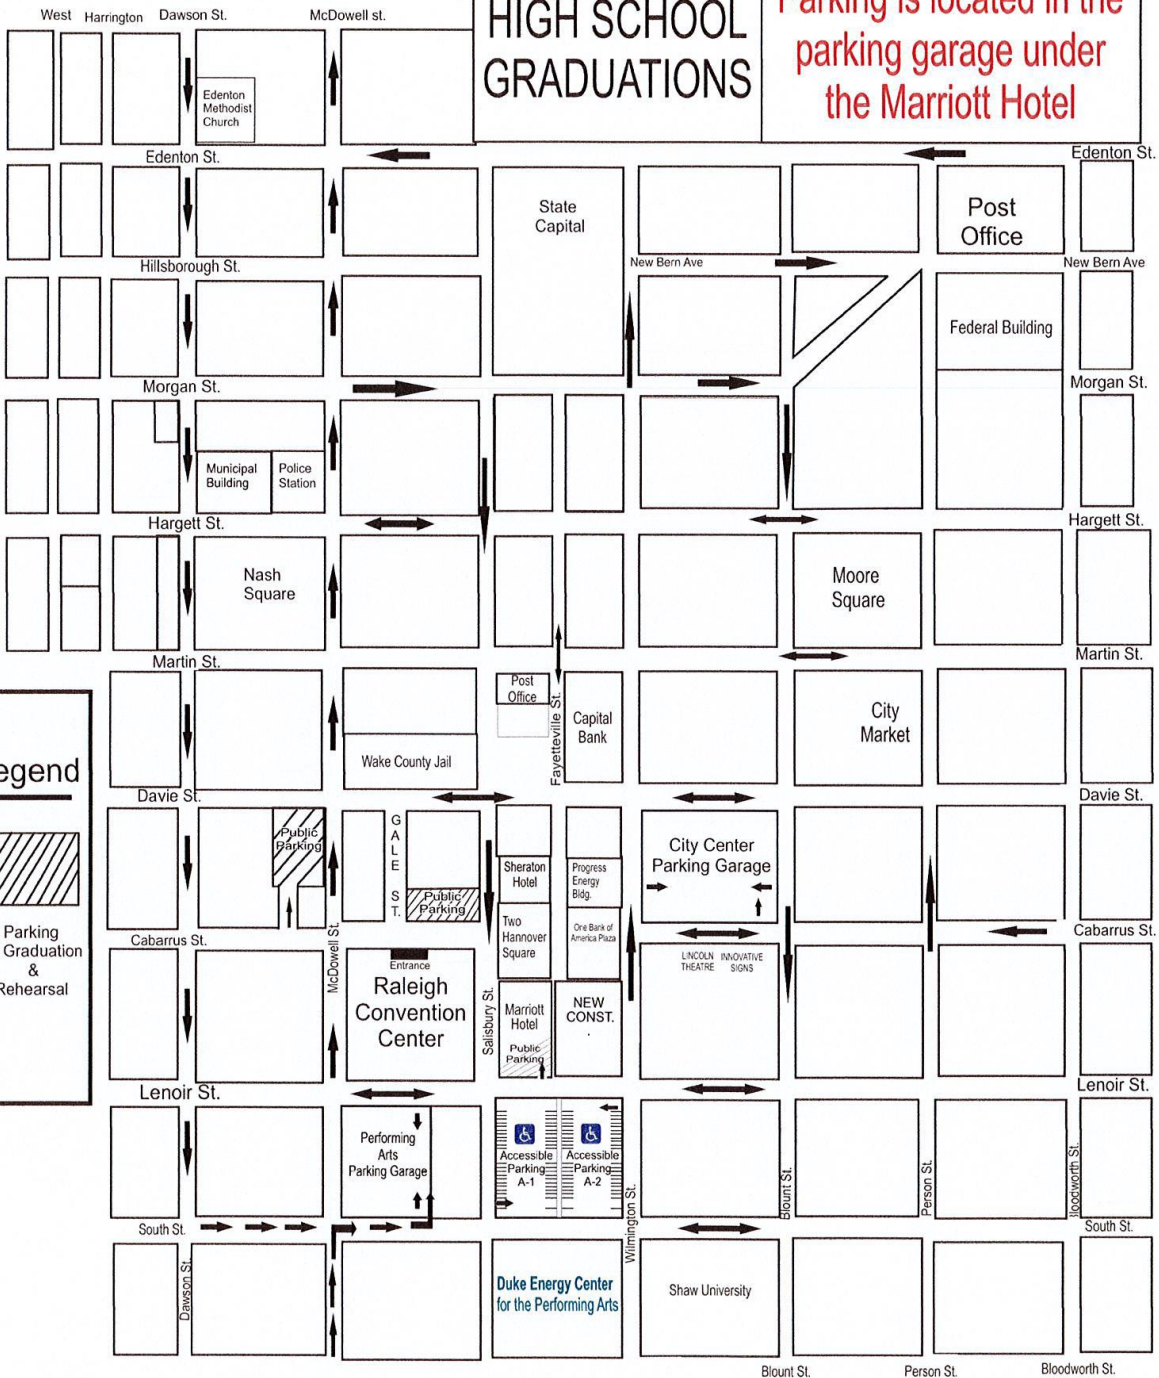 West Harrington Dawson St. McDowell st.
HIGH SCHOOL
GRADUATIONS
Parking is located in the
parking garage under
the Marriott Hotel
Edenton
Methodist
Church
Edenton St.
Edenton St.
State
Capital
Post
Office
Hillsborough St.
New Bern Ave
New Bern Ave
Federal Building
Morgan St.
Morgan St.
Municipal
Building
Police
Station
Hargett St.
Hargett St.
Nash
Square
Moore
Square
Martin St.
Martin St.
Post
Office
Fayetteville St.
Capital
Bank
City
Market
Wake County Jail
egend
Davie St.
Davie St.
Public
Parking
GALE ST.
Public
Parking
Sheraton
Hotel
Progress
Energy
Bldg.
City Center
Parking Garage
Two
Hannover
Square
One Bank of
America Plaza
Parking
Graduation
&
Rehearsal
Cabarrus St.
Cabarrus St.
McDowell St.
Entrance
Raleigh
Convention
Center
Salisbury St.
LINCOLN
THEATRE
INNOVATIVE
SIGNS
Marriott
Hotel
Public
Parking
NEW
CONST.
.
Lenoir St.
Lenoir St.
Performing
Arts
Parking Garage
Accessible
Parking
A-1
Accessible
Parking
A-2
Wilmington St.
Blount St.
Person St.
Bloodworth St.
South St.
South St.
Dawson St.
Duke Energy Center
for the Performing Arts
Shaw University
Blount St. Person St. Bloodworth St.